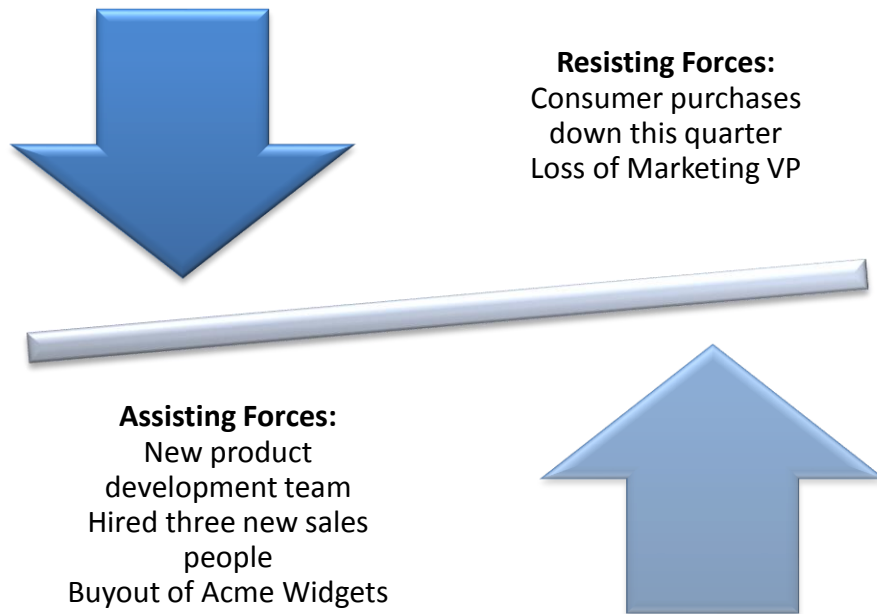 Resisting Forces:
Consumer purchases
down this quarter
Loss of Marketing VP
Assisting Forces:
New product
development team
Hired three new sales
people
Buyout of Acme Widgets